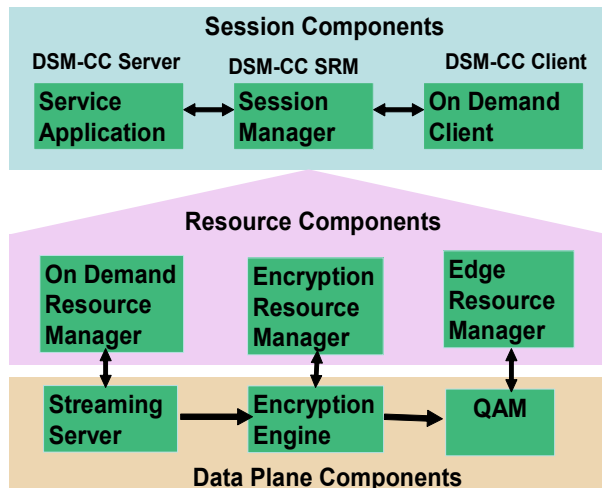 Session Components
DSM-CC Server
DSM-CC SRM
DSM-CC Client
Service
Application
Session
Manager
On Demand
Client
Resource Components
On Demand
Resource
Manager
Encryption
Resource
Manager
Edge
Resource
Manager
Streaming
Server
Encryption
Engine
QAM
Data Plane Components